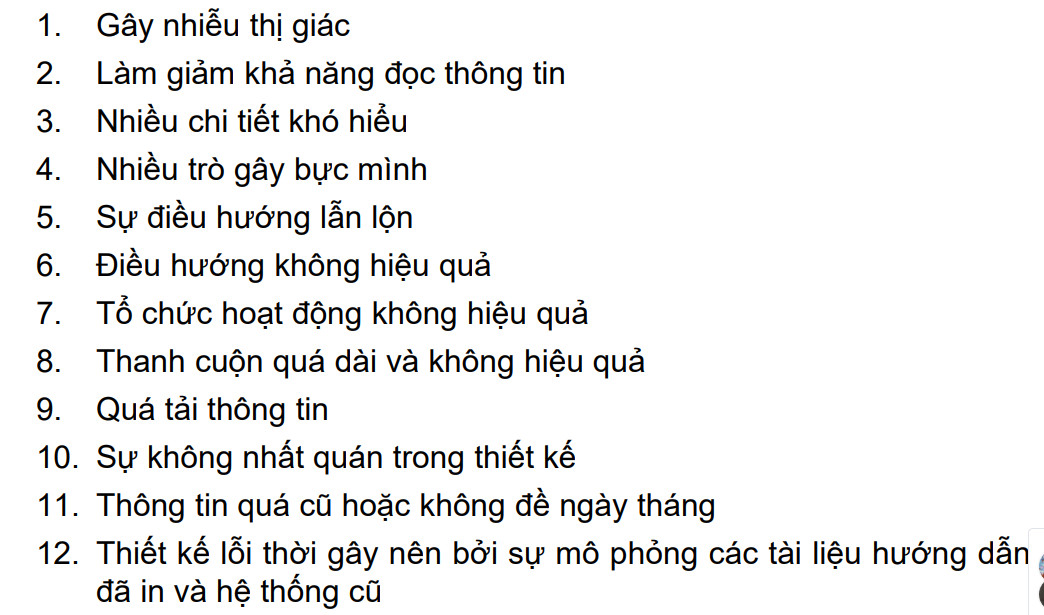 1. Gây nhiễu thị giác
2. Làm giảm khả năng đọc thông tin
3. Nhiều chi tiết khó hiểu
4. Nhiều trò gây bực mình
5. Sự điều hướng lẫn lộn
6. Điều hướng không hiệu quả
7. Tổ chức hoạt động không hiệu quả
8. Thanh cuộn quá dài và không hiệu quả
9. Quá tải thông tin
10. Sự không nhất quán trong thiết kế
11. Thông tin quá cũ hoặc không đề ngày tháng
12. Thiết kế lỗi thời gây nên bởi sự mô phỏng các tài liệu hướng dẫn
đã in và hệ thống cũ